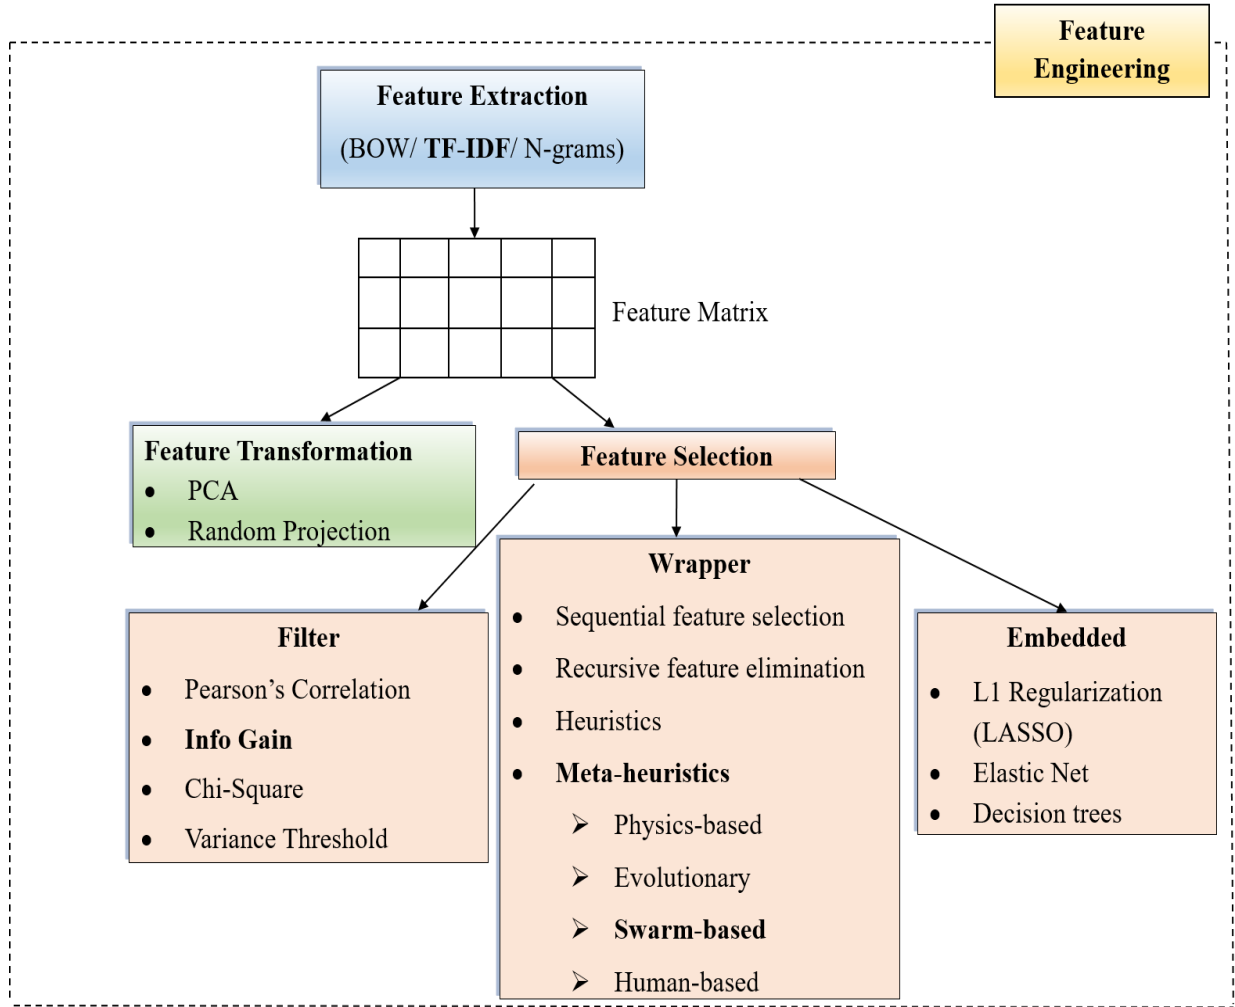 Feature
Engineering
Feature Extraction
(BOW/ TF-IDF/ N-grams)
Feature Matrix
Feature Transformation
• PCA
• Random Projection
Feature Selection
Filter
• Pearson’s Correlation
• Info Gain
• Chi-Square
• Variance Threshold
Wrapper
• Sequential feature selection
• Recursive feature elimination
• Heuristics
• Meta-heuristics
➢ Physics-based
➢ Evolutionary
➢ Swarm-based
➢ Human-based
Embedded
• L1 Regularization
(LASSO)
• Elastic Net
• Decision trees